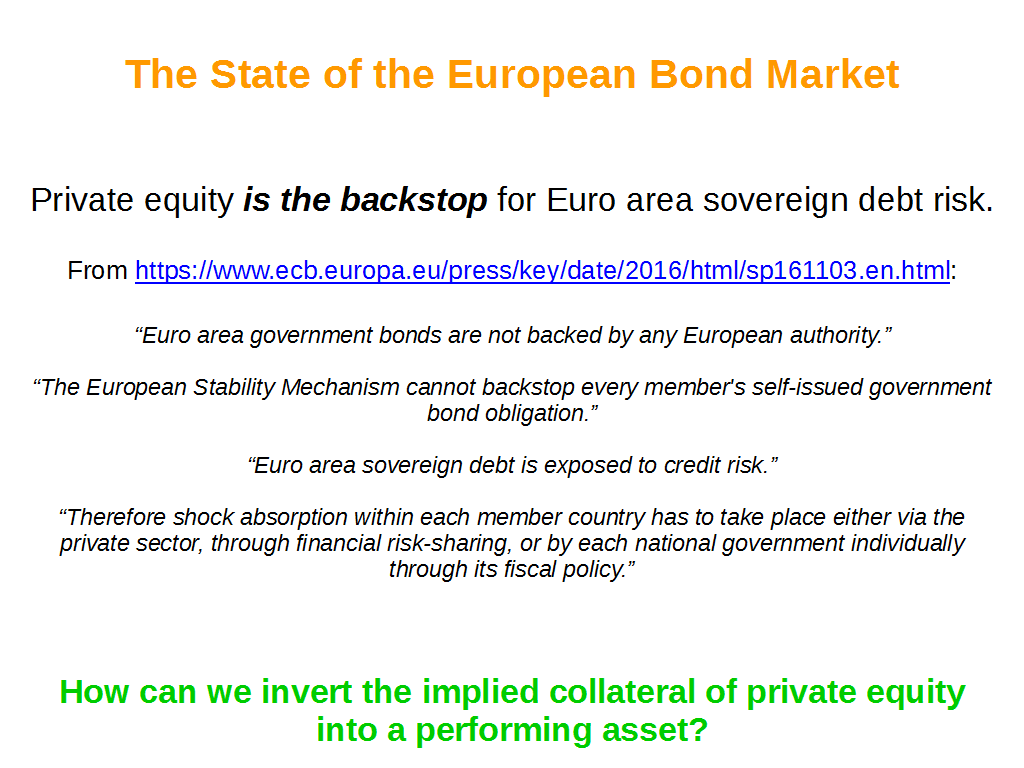 The State of the European Bond Market
Private equity is the backstop for Euro area sovereign debt risk.
From https://www.ecb.europa.eu/press/key/date/2016/html/sp161103.en.html:
“Euro area government bonds are not backed by any European authority.”
“The European Stability Mechanism cannot backstop every member's self-issued government
bond obligation.”
“Euro area sovereign debt is exposed to credit risk.”
“Therefore shock absorption within each member country has to take place either via the
private sector, through financial risk-sharing, or by each national government individually
through its fiscal policy.”
How can we invert the implied collateral of private equity
into a performing asset?